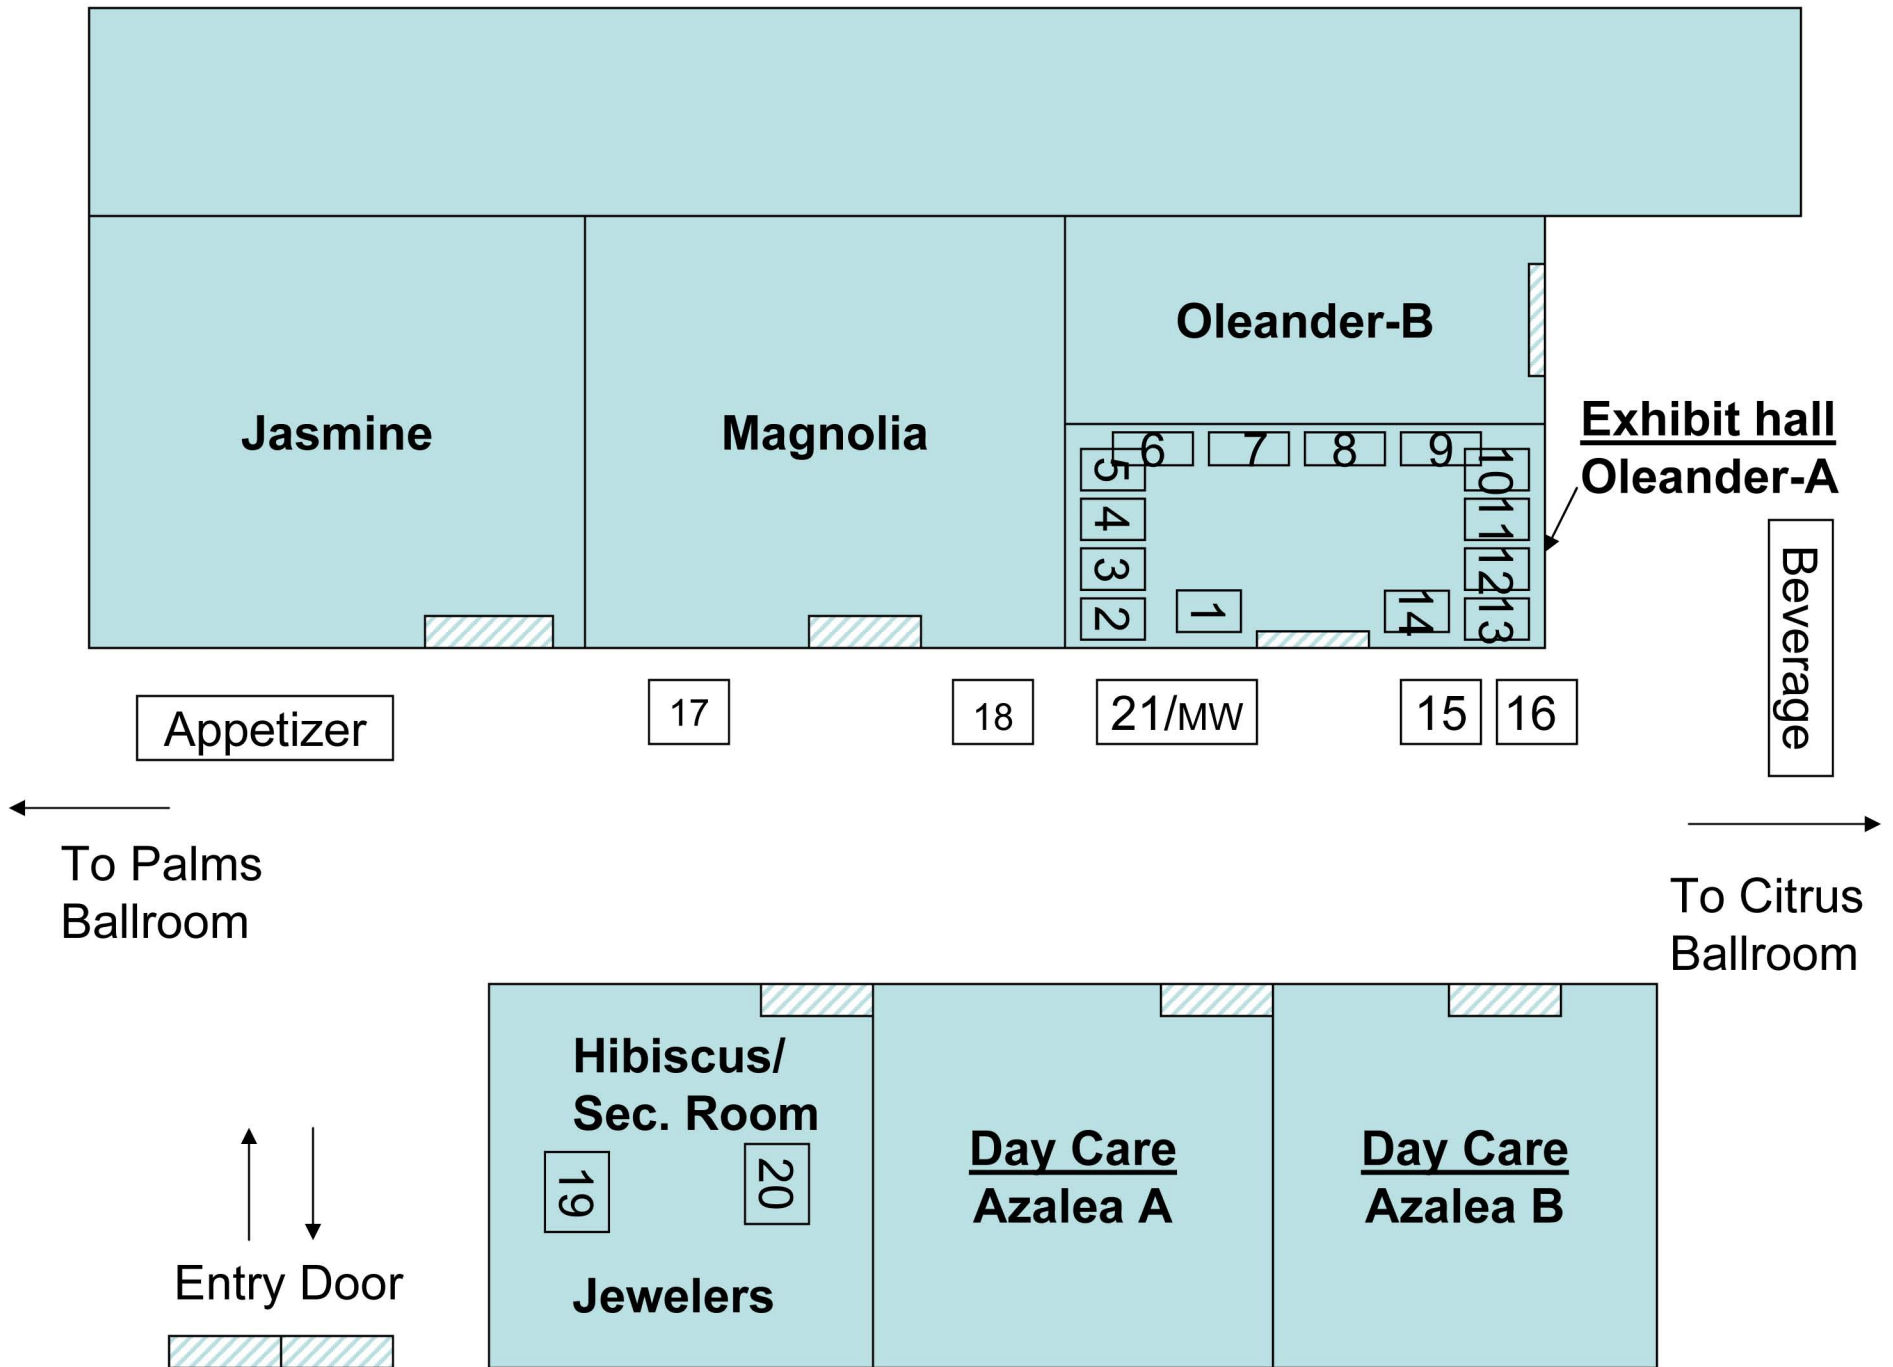 Oleander-B
Jasmine
Magnolia
Exhibit hall
Oleander-A
6
7
8
9
5
4
3
2
1
10
11
12
13
14
Beverage
Appetizer
17
18
21/MW
15
16
To Palms
Ballroom
To Citrus
Ballroom
Hibiscus/
Sec. Room
19
20
Jewelers
Day Care
Azalea A
Day Care
Azalea B
Entry Door